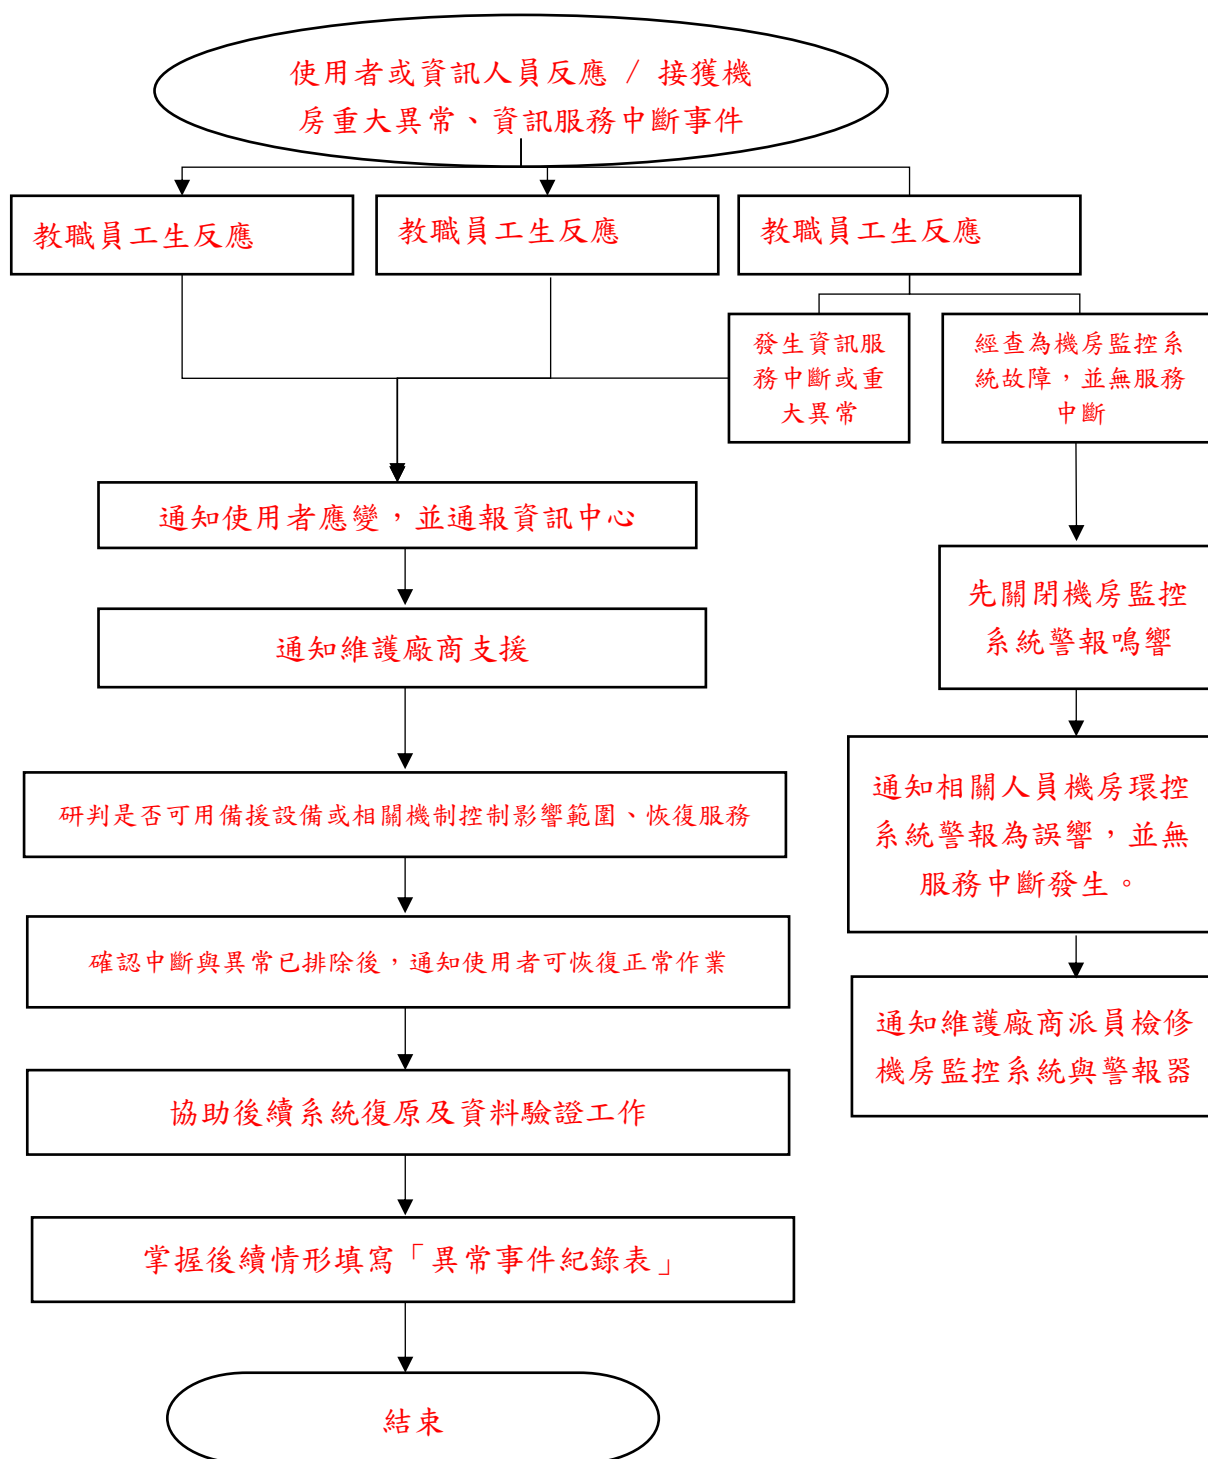 使用者或資訊人員反應 / 接獲機
房重大異常、資訊服務中斷事件
教職員工生反應
教職員工生反應
教職員工生反應
發生資訊服
務中斷或重
大異常
經查為機房監控系
統故障，並無服務
中斷
通知使用者應變，並通報資訊中心
先關閉機房監控
系統警報鳴響
通知維護廠商支援
通知相關人員機房環控
系統警報為誤響，並無
服務中斷發生。
研判是否可用備援設備或相關機制控制影響範圍、恢復服務
確認中斷與異常已排除後，通知使用者可恢復正常作業
通知維護廠商派員檢修
機房監控系統與警報器
協助後續系統復原及資料驗證工作
掌握後續情形填寫「異常事件紀錄表」
結束